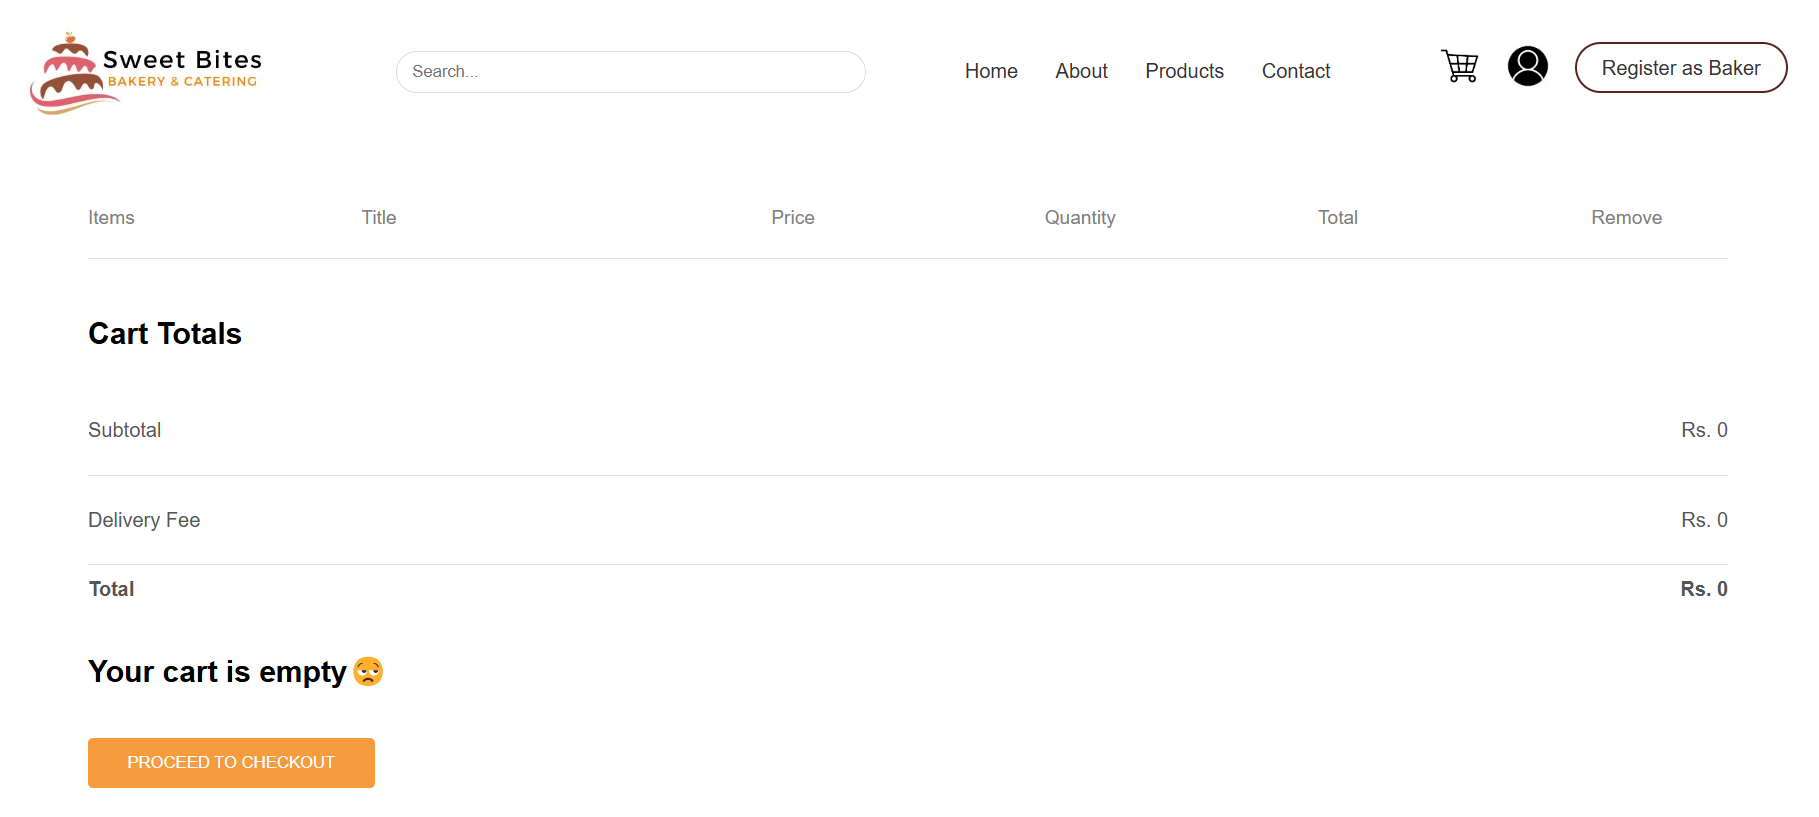 Sweet Bites
BAKERY & CATERING
Search...
Home About Products Contact
Register as Baker
Items Title Price Quantity Total Remove
Cart Totals
Subtotal Rs. 0
Delivery Fee Rs. 0
Total Rs. 0
Your cart is empty😒
PROCEED TO CHECKOUT